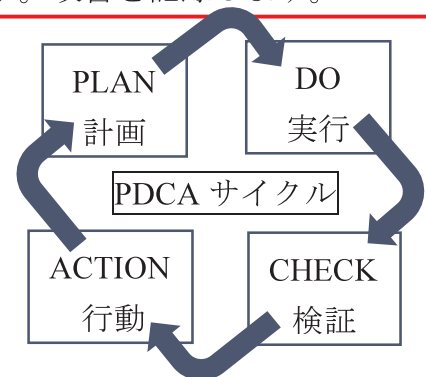 PLAN
計画
DO
実行
PDCA サイクル
ACTION
行動
CHECK
検証